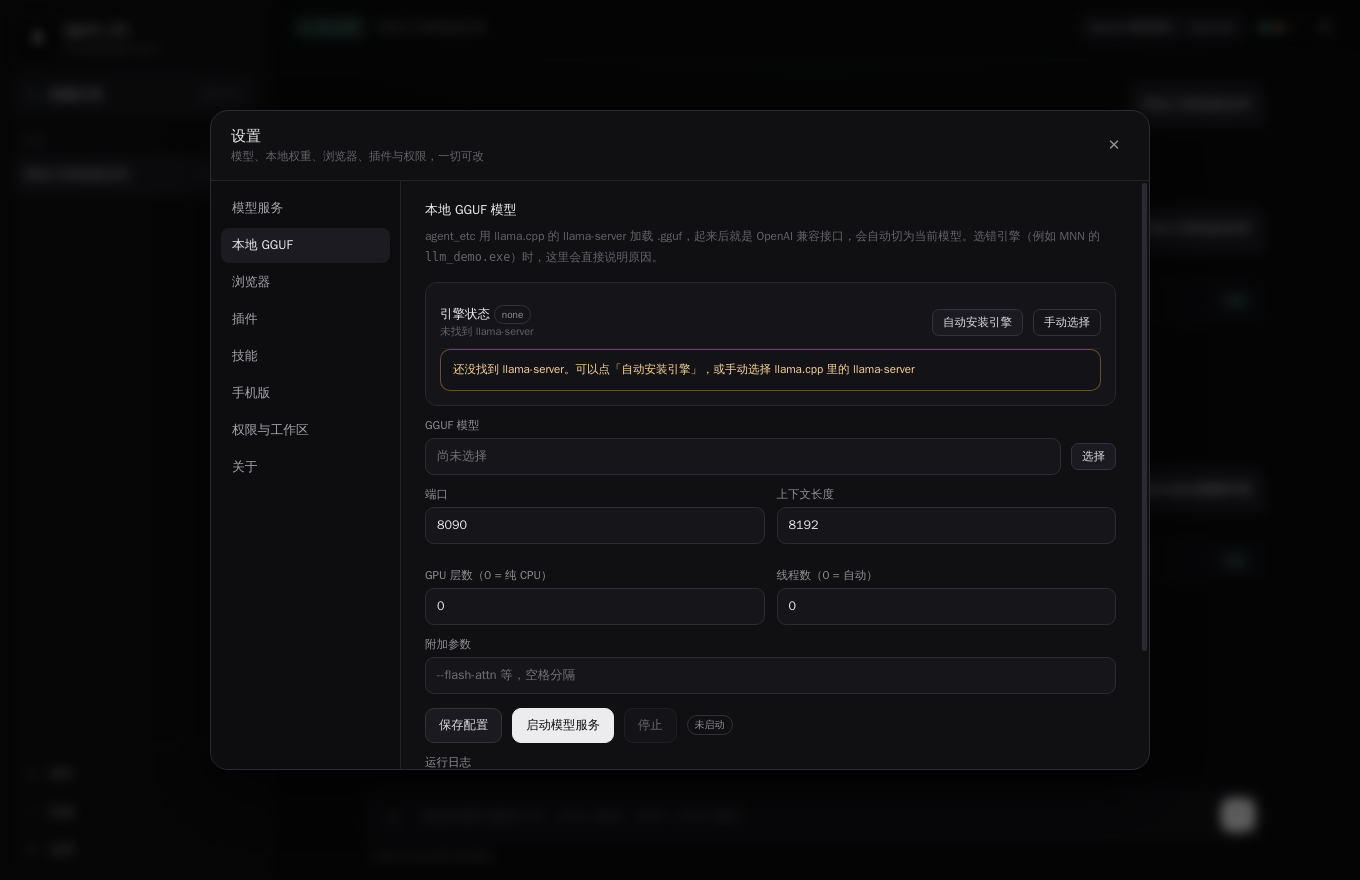 设置
模型、本地权重、浏览器、插件与权限，一切可改
×
模型服务
本地 GGUF
浏览器
插件
技能
手机版
权限与工作区
关于
本地 GGUF 模型
agent_etc 用 llama.cpp 的 llama-server 加载 .gguf，起来后就是 OpenAI 兼容接口，会自动切为当前模型。选错引擎（例如 MNN 的
llm_demo.exe）时，这里会直接说明原因。
引擎状态 none
未找到 llama-server
自动安装引擎 手动选择
还没找到 llama-server。可以点「自动安装引擎」，或手动选择 llama.cpp 里的 llama-server
GGUF 模型
尚未选择 选择
端口 上下文长度
8090 8192
GPU 层数（0 = 纯 CPU） 线程数（0 = 自动）
0 0
附加参数
--flash-attn 等，空格分隔
保存配置 启动模型服务 停止 未启动
运行日志